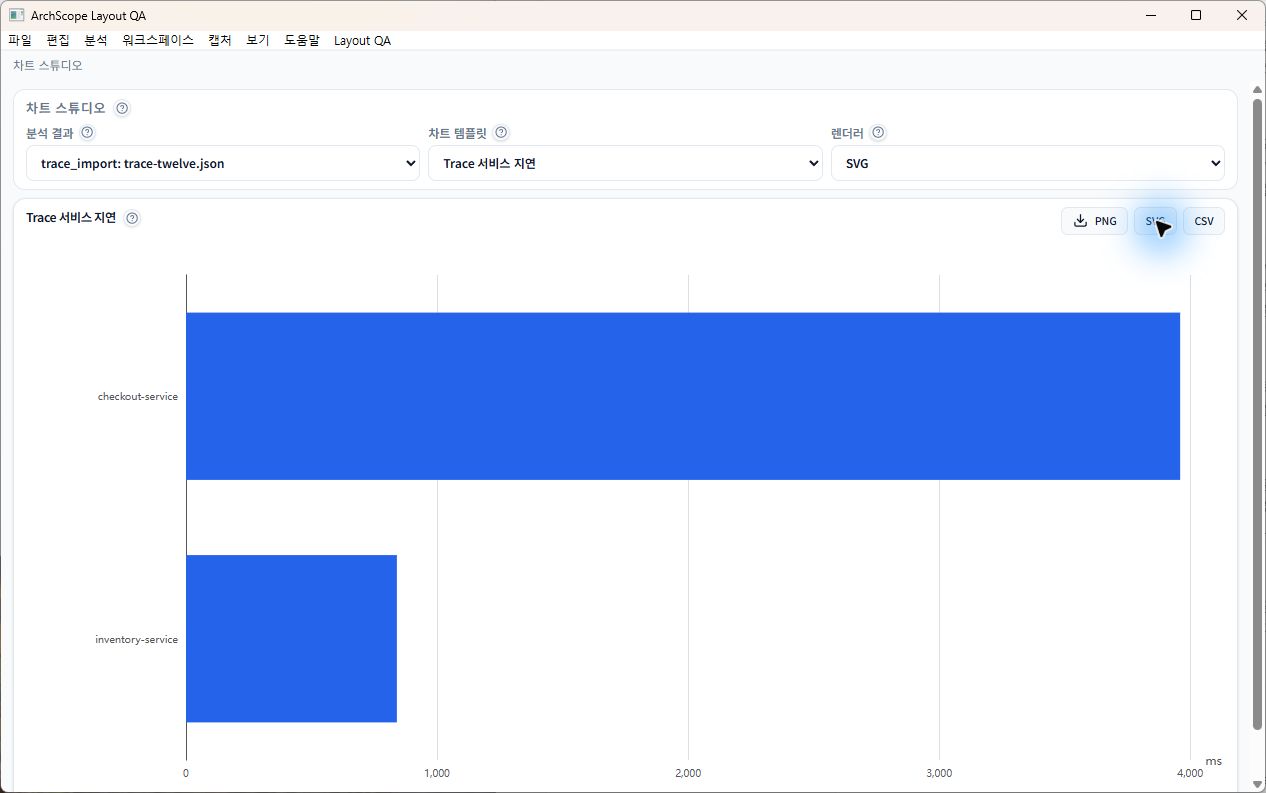 ArchScope Layout QA
파일 편집 분석 워크스페이스 캡처 보기 도움말 Layout QA
차트 스튜디오
차트 스튜디오 ?
분석 결과 ? 차트 템플릿 ? 렌더러 ?
trace_import: trace-twelve.json Trace 서비스 지연 SVG
Trace 서비스 지연 ? PNG CSV
checkout-service
inventory-service
ms
0 1,000 2,000 3,000 4,000